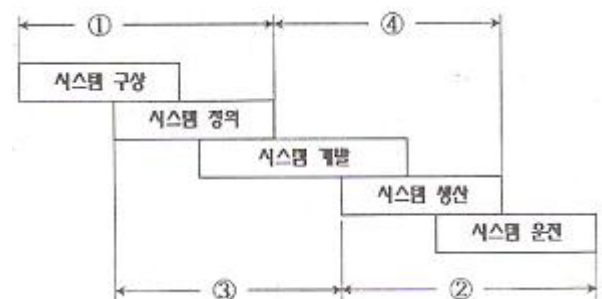 ① ④
시스템 구상
시스템 정의
시스템 개발
시스템 생산
시스템 운전
③ ②